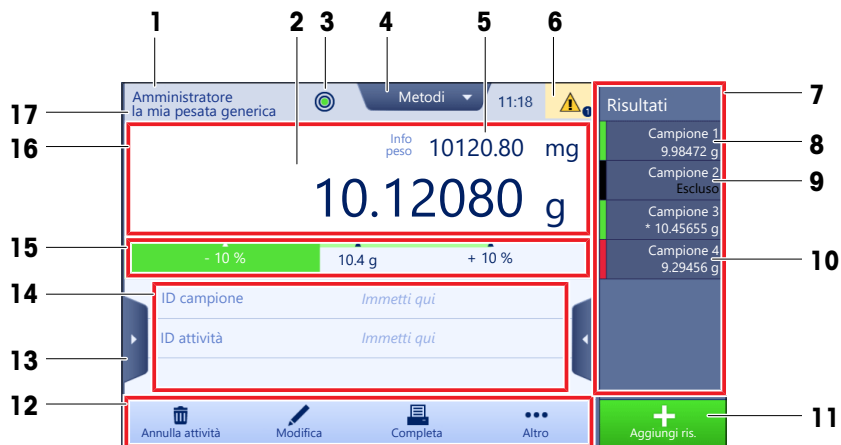 1
2
3
4
5
6
Amministratore
la mia pesata generica
Metodi
11:18
1
Risultati
7
17
16
Info
peso
10120.80 mg
10.12080 g
Campione 1
9.98472 g
8
Campione 2
Escluso
9
Campione 3
* 10.45655 g
Campione 4
9.29456 g
10
15
- 10 %
10.4 g
+ 10 %
14
ID campione
Immetti qui
ID attività
Immetti qui
13
12
Annulla attività
Modifica
Completa
Altro
Aggiungi ris.
11